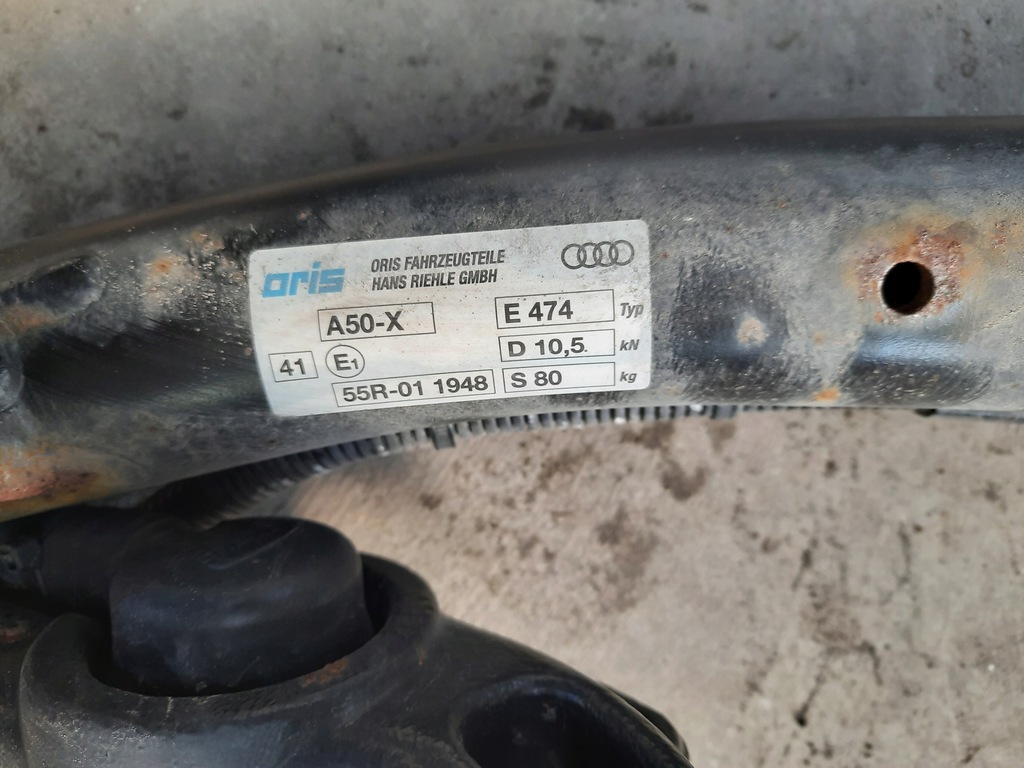 oris
ORIS FAHRZEUGTEILE
HANS RIEHLE GMBH
A50-X
E 474 Typ
41 E1
D 10,5. kN
55R-01 1948
S 80 kg